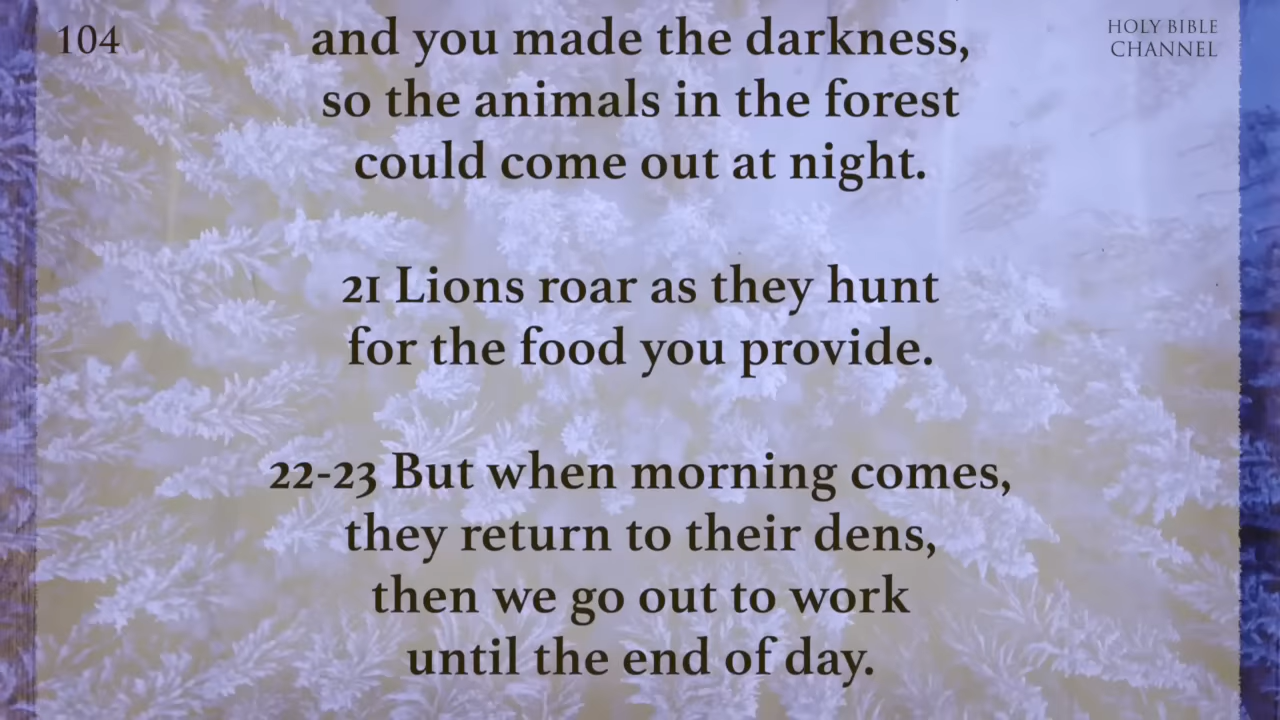 104
HOLY BIBLE
CHANNEL
and you made the darkness,
so the animals in the forest
could come out at night.
21 Lions roar as they hunt
for the food you provide.
22-23 But when morning comes,
they return to their dens,
then we go out to work
until the end of day.